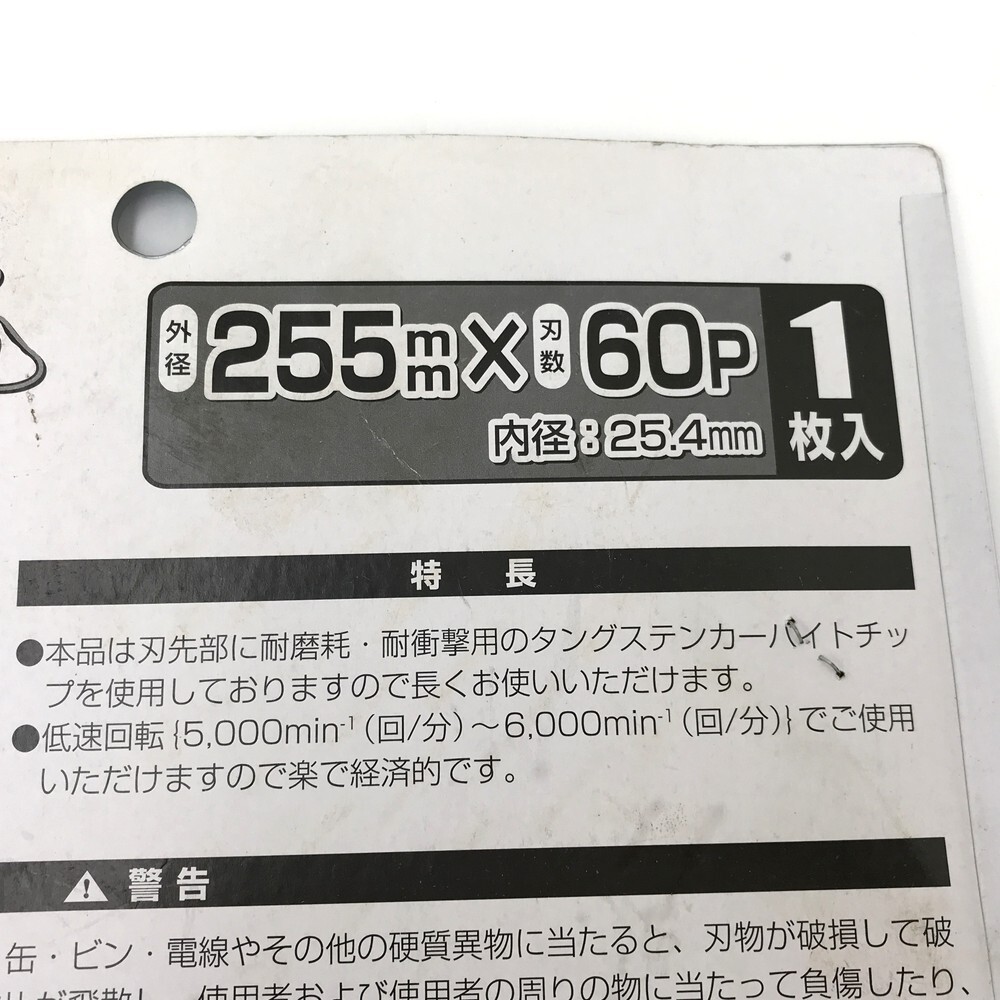 外径 255mm×刃数 60P
内径：25.4mm
1枚入
特 長
●本品は刃先部に耐磨耗・耐衝撃用のタングステンカーバイトチッ
プを使用しておりますので長くお使いいただけます。
●低速回転{5,000min⁻¹(回/分)～6,000min⁻¹(回/分)}でご使用
いただけますので楽で経済的です。
⚠警告
缶・ビン・電線やその他の硬質異物に当たると、刃物が破損して破
が飛散し、使用者および使用者の周りの物に当たって負傷したり、